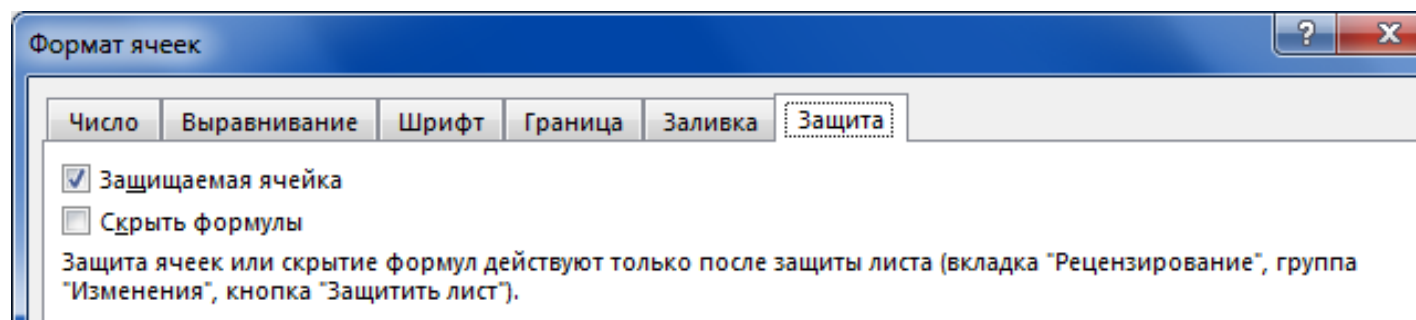 Формат ячеек
?
Число Выравнивание Шрифт Граница Заливка Защита
Защищаемая ячейка
Скрыть формулы
Защита ячеек или скрытие формул действуют только после защиты листа (вкладка "Рецензирование", группа
"Изменения", кнопка "Защитить лист").